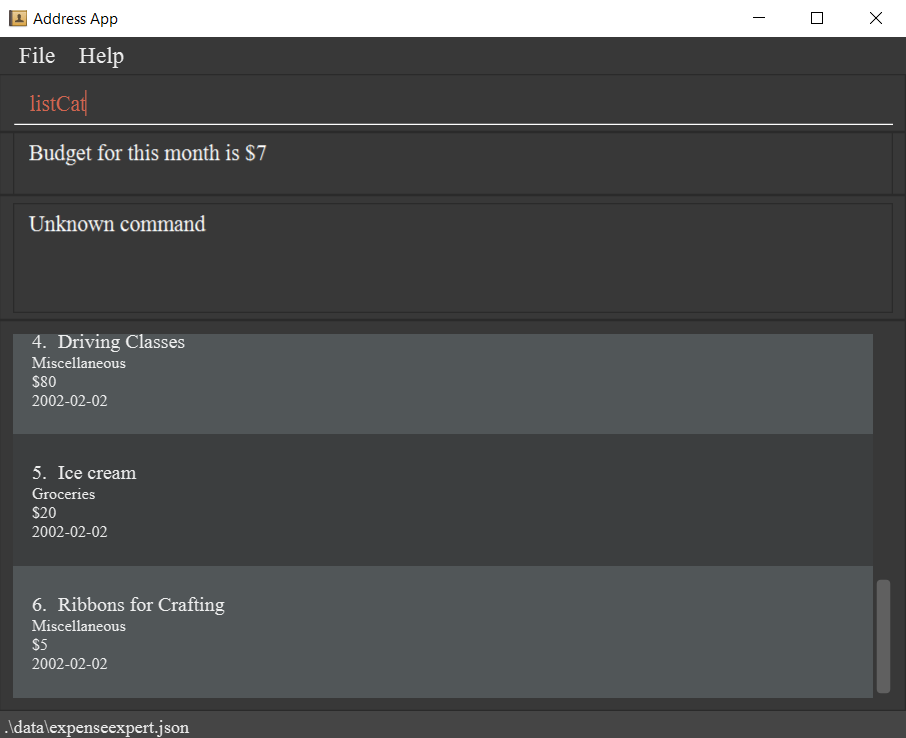 Address App
File Help
listCat
Budget for this month is $7
Unknown command
4. Driving Classes
Miscellaneous
$80
2002-02-02
5. Ice cream
Groceries
$20
2002-02-02
6. Ribbons for Crafting
Miscellaneous
$5
2002-02-02
.\data\expenseexpert.json